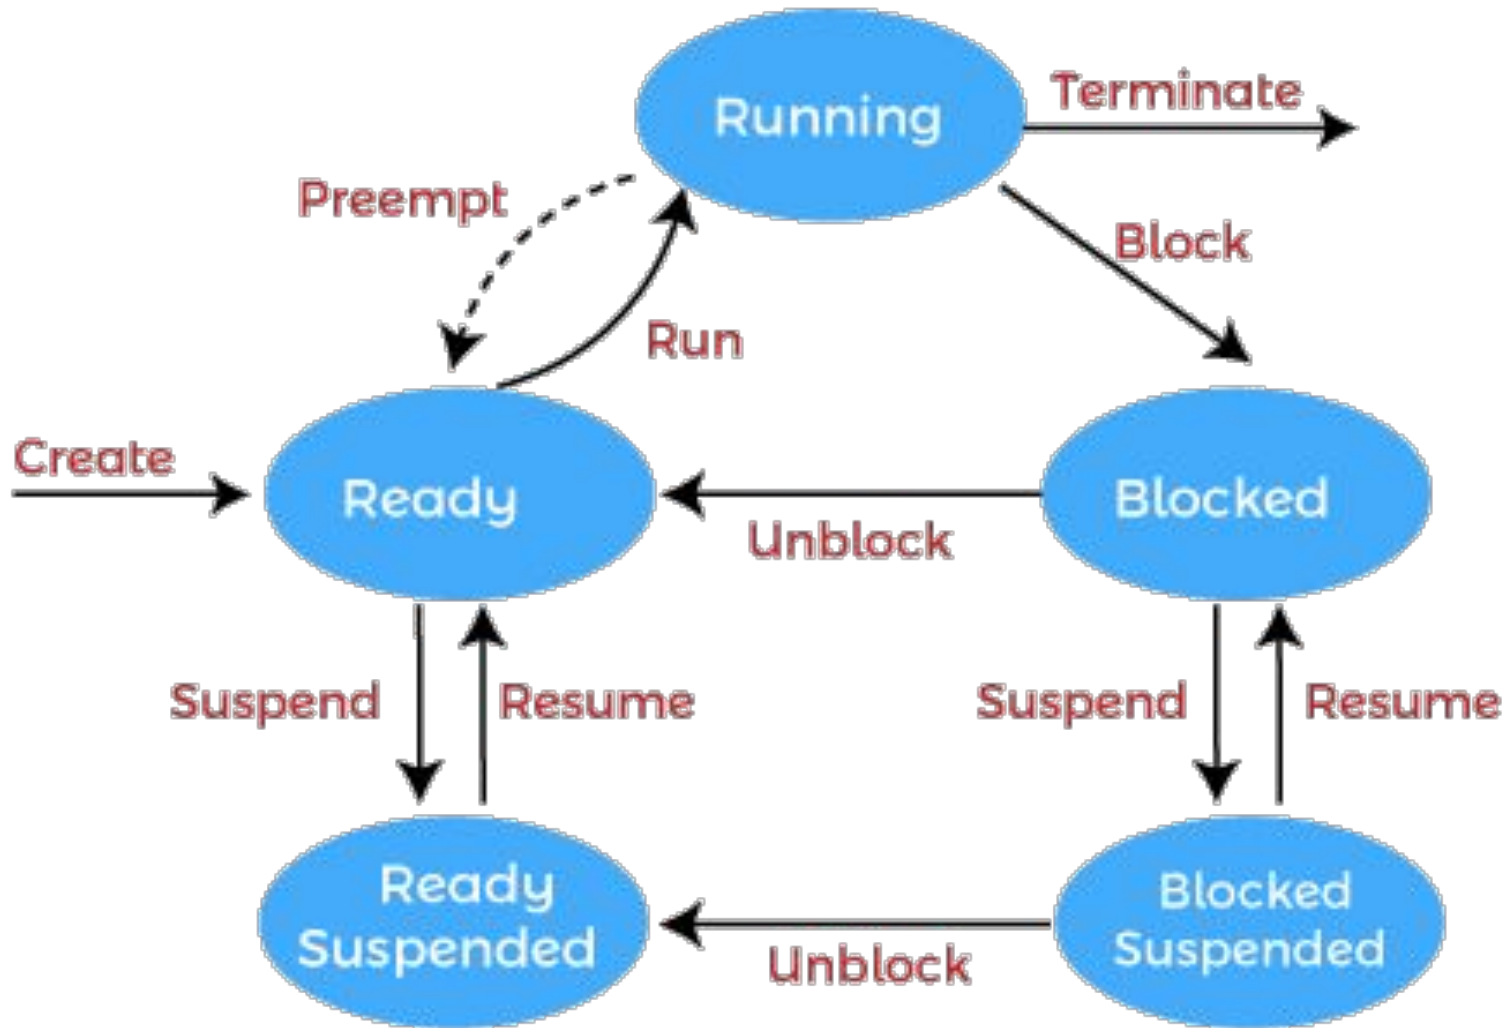 Running
Terminate
Preempt
Block
Run
Create
Ready
Blocked
Unblock
Suspend
Resume
Suspend
Resume
Ready
Suspended
Blocked
Suspended
Unblock